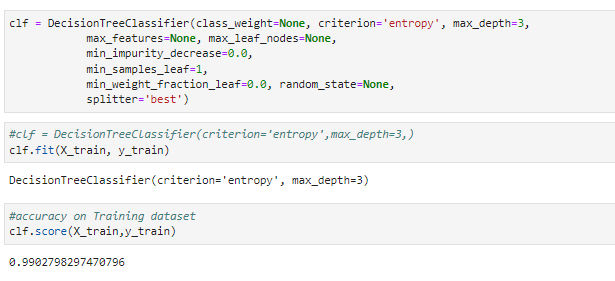 clf = DecisionTreeClassifier(class_weight=None, criterion='entropy', max_depth=3,
max_features=None, max_leaf_nodes=None,
min_impurity_decrease=0.0,
min_samples_leaf=1,
min_weight_fraction_leaf=0.0, random_state=None,
splitter='best')
#clf = DecisionTreeClassifier(criterion='entropy',max_depth=3,)
clf.fit(X_train, y_train)
DecisionTreeClassifier(criterion='entropy', max_depth=3)
#accuracy on Training dataset
clf.score(X_train,y_train)
0.9902798297470796